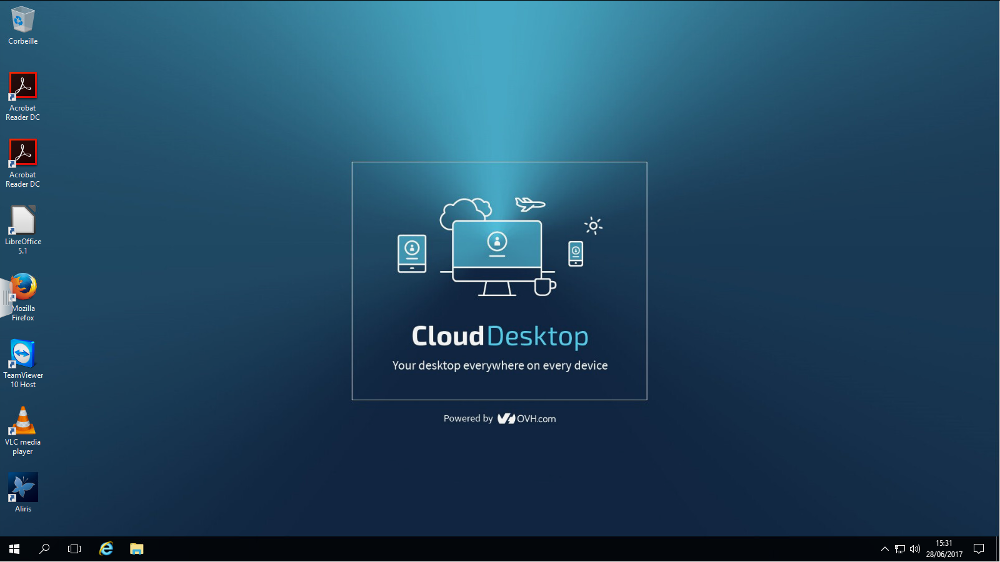 Corbeille
Acrobat
Reader DC
Acrobat
Reader DC
LibreOffice
5.1
Mozilla
Firefox
TeamViewer
10 Host
VLC media
player
Aliris
CloudDesktop
Your desktop everywhere on every device
Powered by OVH.com
15:31
28/06/2017